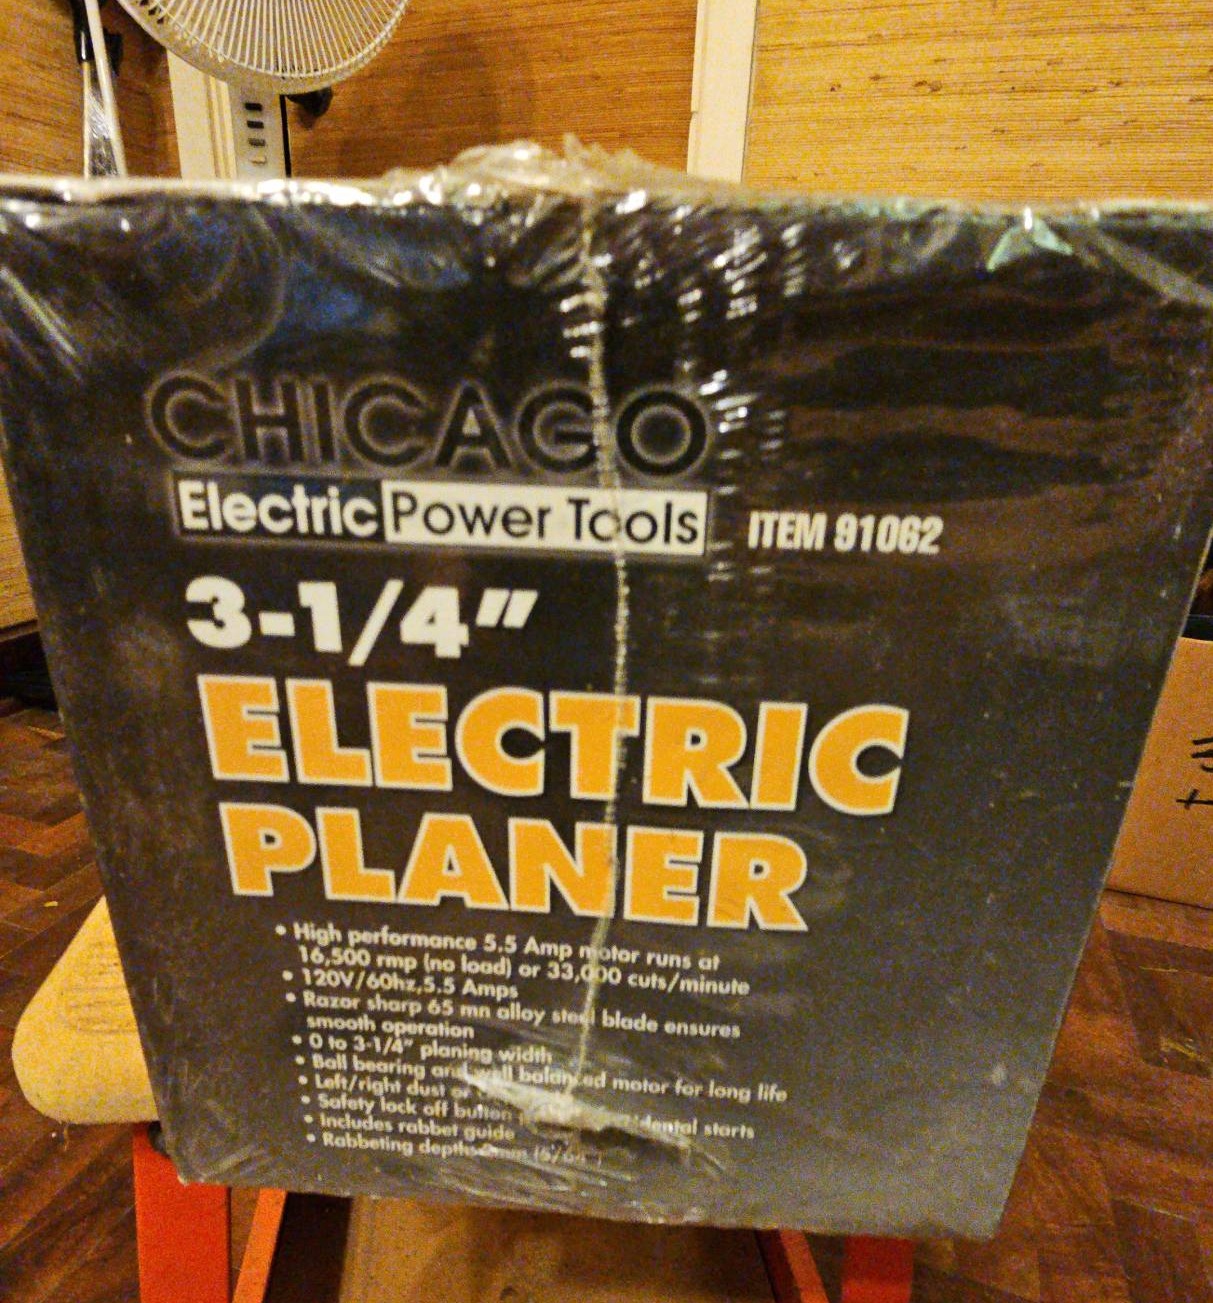 CHICAGO
Electric Power Tools
ITEM 91062
3-1/4"
ELECTRIC
PLANER
• High performance 5.5 Amp motor runs at
16,500 rmp (no load) or 33,000 cuts/minute
• 120V/60hz,5.5 Amps
• Razor sharp 65 mn alloy steel blade ensures
smooth operation
• 0 to 3-1/4" planing width
• Ball bearing and well balanced motor for long life
• Left/right dust or
• Safety lock off button starts
• Includes rabbet guide
• Rabbeting depth